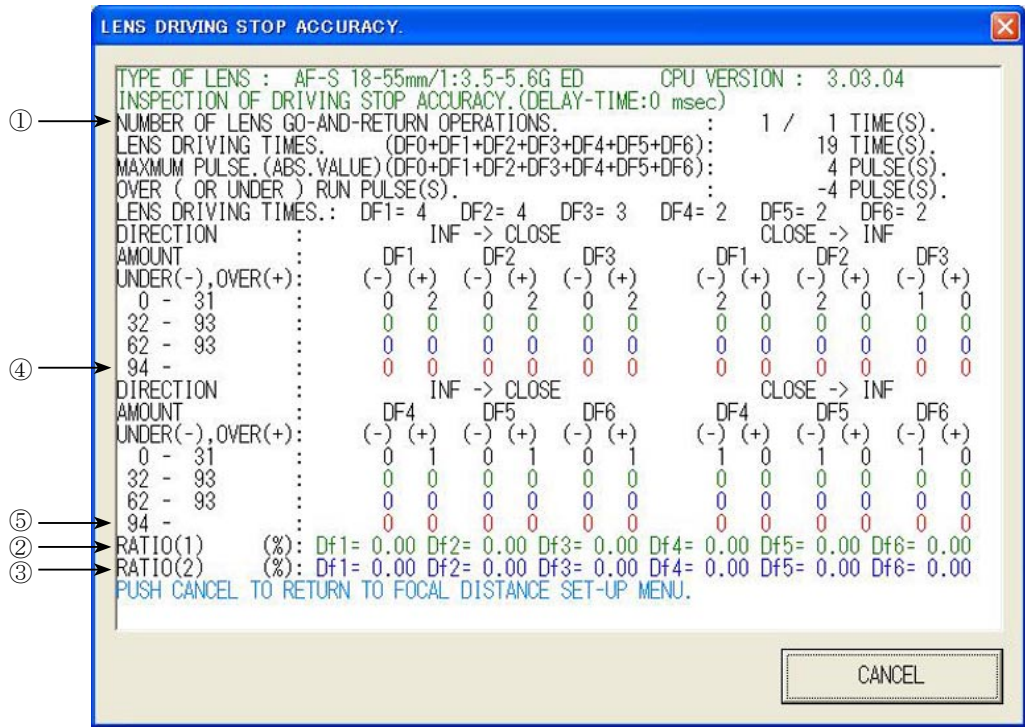 LENS DRIVING STOP ACCURACY.
TYPE OF LENS : AF-S 18-55mm/1:3.5-5.6G ED CPU VERSION : 3.03.04
INSPECTION OF DRIVING STOP ACCURACY.(DELAY-TIME:0 msec)
① NUMBER OF LENS GO-AND-RETURN OPERATIONS. : 1 / 1 TIME(S).
LENS DRIVING TIMES. (DF0+DF1+DF2+DF3+DF4+DF5+DF6): 19 TIME(S).
MAXMUM PULSE.(ABS.VALUE)(DF0+DF1+DF2+DF3+DF4+DF5+DF6): 4 PULSE(S).
OVER ( OR UNDER ) RUN PULSE(S). : -4 PULSE(S).
LENS DRIVING TIMES.: DF1= 4 DF2= 4 DF3= 3 DF4= 2 DF5= 2 DF6= 2
DIRECTION : INF -> CLOSE CLOSE -> INF
AMOUNT : DF1 DF2 DF3 DF1 DF2 DF3
UNDER(-),OVER(+): (-) (+) (-) (+) (-) (+) (-) (+) (-) (+) (-) (+)
0 - 31 : 0 2 0 2 0 2 2 0 2 0 1 0
32 - 93 : 0 0 0 0 0 0 0 0 0 0 0 0
62 - 93 : 0 0 0 0 0 0 0 0 0 0 0 0
④ 94 - : 0 0 0 0 0 0 0 0 0 0 0 0
DIRECTION : INF -> CLOSE CLOSE -> INF
AMOUNT : DF4 DF5 DF6 DF4 DF5 DF6
UNDER(-),OVER(+): (-) (+) (-) (+) (-) (+) (-) (+) (-) (+) (-) (+)
0 - 31 : 0 1 0 1 0 1 1 0 1 0 1 0
32 - 93 : 0 0 0 0 0 0 0 0 0 0 0 0
62 - 93 : 0 0 0 0 0 0 0 0 0 0 0 0
⑤ 94 - : 0 0 0 0 0 0 0 0 0 0 0 0
② RATIO(1) (%): Df1= 0.00 Df2= 0.00 Df3= 0.00 Df4= 0.00 Df5= 0.00 Df6= 0.00
③ RATIO(2) (%): Df1= 0.00 Df2= 0.00 Df3= 0.00 Df4= 0.00 Df5= 0.00 Df6= 0.00
PUSH CANCEL TO RETURN TO FOCAL DISTANCE SET-UP MENU.
CANCEL